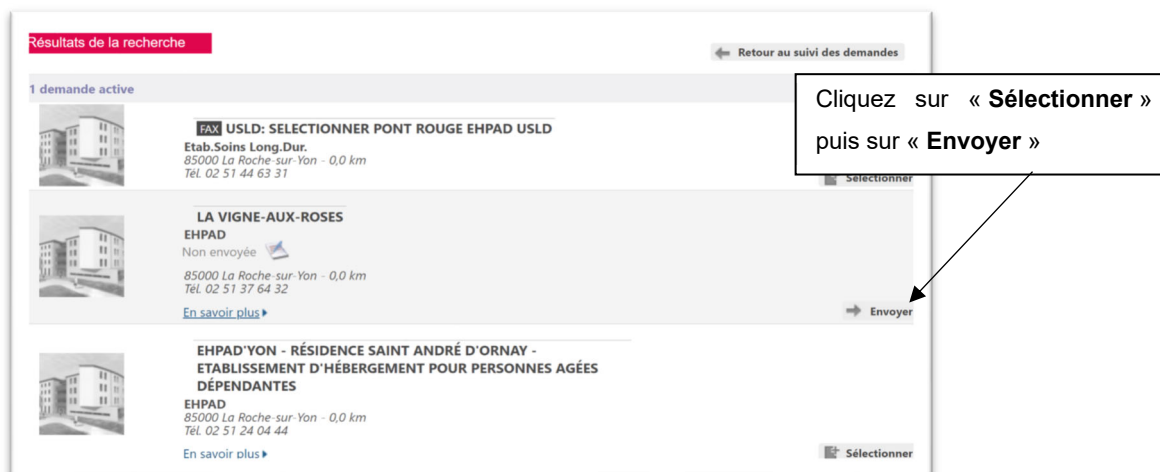 Résultats de la recherche
Retour au suivi des demandes
1 demande active
Cliquez sur « Sélectionner »
puis sur « Envoyer »
FAX USLD: SELECTIONNER PONT ROUGE EHPAD USLD
Etab.Soins Long.Dur.
85000 La Roche-sur-Yon - 0,0 km
Tél. 02 51 44 63 31
Sélectionner
LA VIGNE-AUX-ROSES
EHPAD
Non envoyée
85000 La Roche-sur-Yon - 0,0 km
Tél. 02 51 37 64 32
En savoir plus
Envoyer
EHPAD'YON - RÉSIDENCE SAINT ANDRÉ D'ORNAY -
ETABLISSEMENT D'HÉBERGEMENT POUR PERSONNES AGÉES
DÉPENDANTES
EHPAD
85000 La Roche-sur-Yon - 0,0 km
Tél. 02 51 24 04 44
En savoir plus
Sélectionner